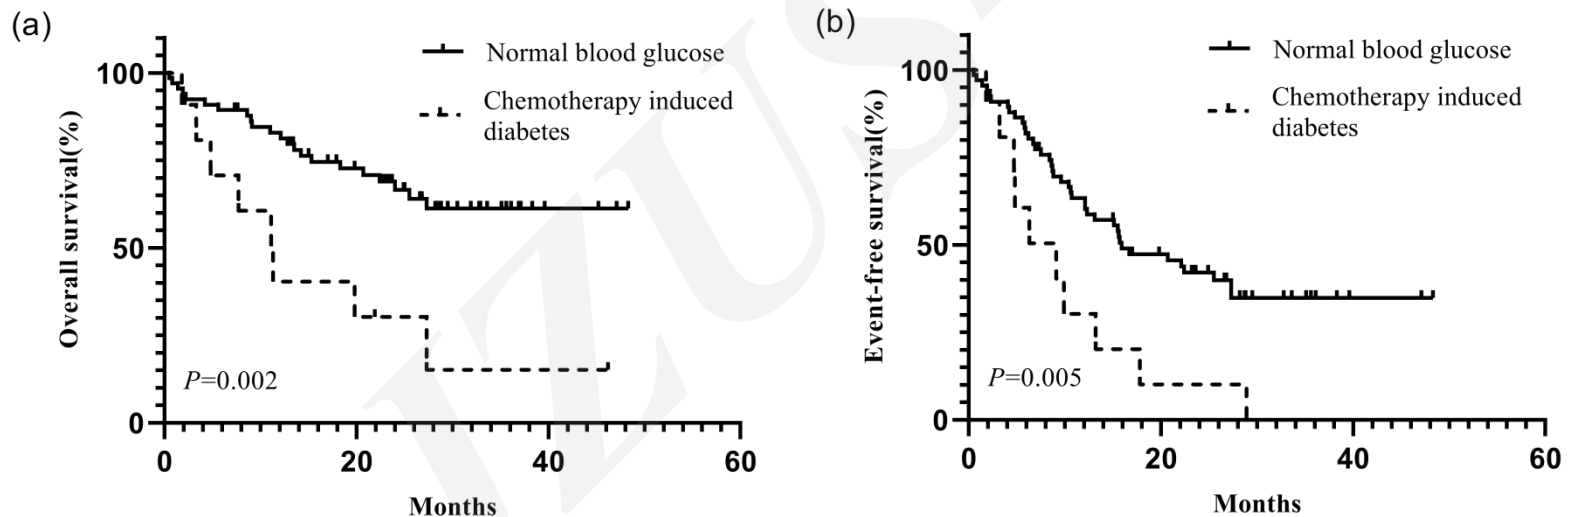 (a)
Normal blood glucose
Chemotherapy induced
diabetes
Overall survival(%)
100
50
0
P=0.002
0 20 40 60
Months
(b)
Normal blood glucose
Chemotherapy induced
diabetes
Event-free survival(%)
100
50
0
P=0.005
0 20 40 60
Months